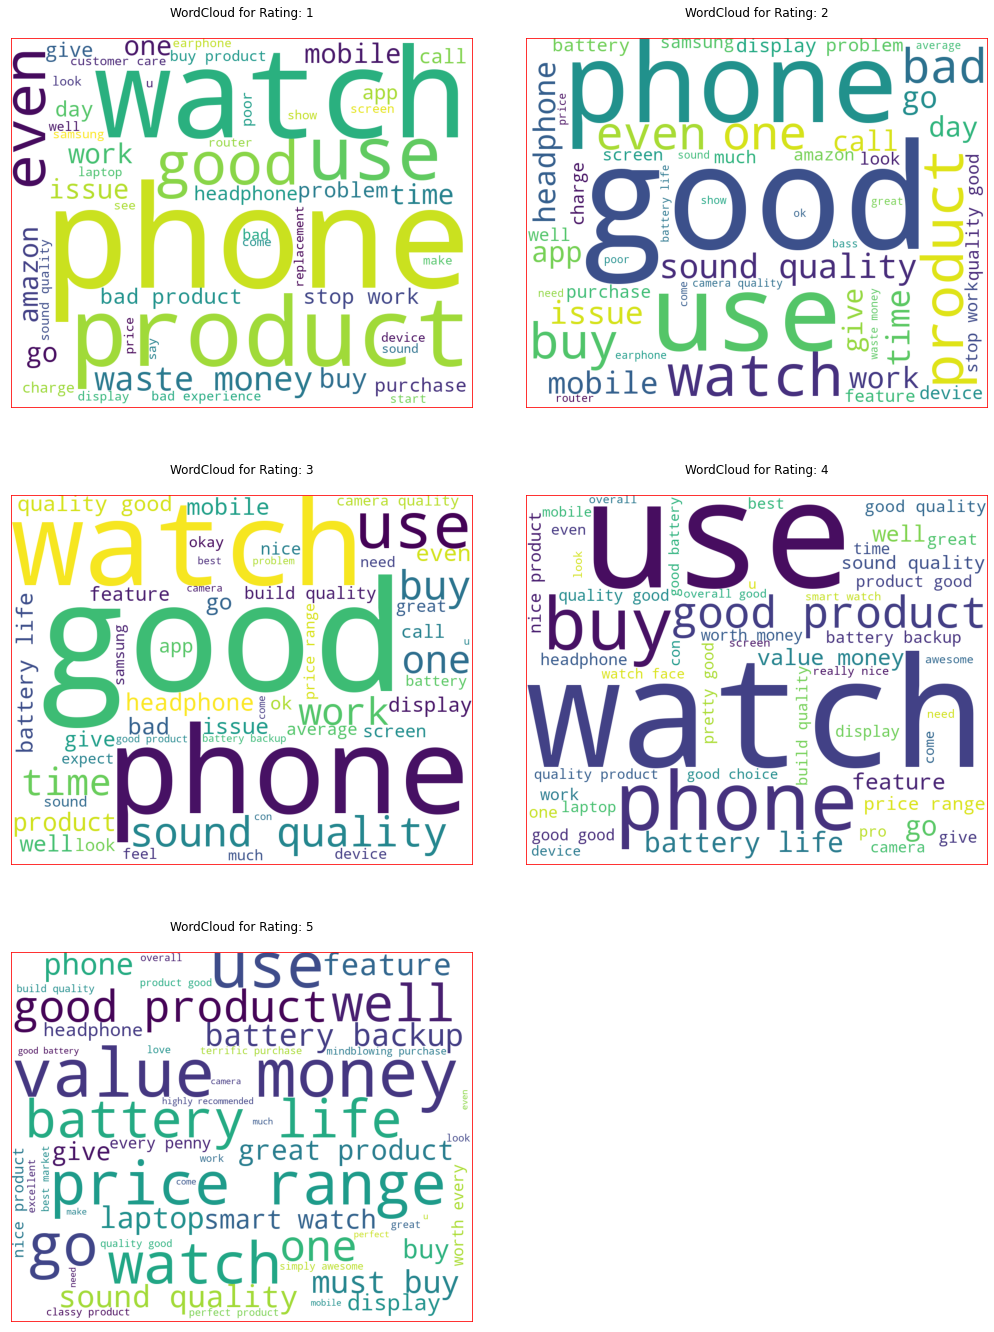 WordCloud for Rating: 1
WordCloud for Rating: 2
give
one
earphone
customer care
buy product
mobile
call
look
u
watch
app
even
day
poor
show
screen
well
samsung
router
work
good
use
laptop
issue
headphone
problem
time
see
phone
bad
come
replacement
make
amazon
sound quality
bad product
stop work
product
price
say
device
sound
go
waste money
buy
purchase
charge
display
bad experience
start
battery
samsung
display
problem
average
phone
bad
headphone
price
go
even one
call
day
charge
screen
sound
much
amazon
look
good
battery life
show
ok
great
product
quality good
well
app
poor
bass
sound quality
need
purchase
come
camera quality
issue
use
give
waste money
time
stop work
buy
earphone
mobile
watch
work
router
feature
device
WordCloud for Rating: 3
WordCloud for Rating: 4
quality good
mobile
camera quality
watch
use
okay
nice
even
best
problem
need
battery life
feature
camera
build quality
buy
go
great
good
samsung
app
price range
call
u
one
battery
headphone
come
ok
work
display
bad
issue
average
screen
give
good product
battery backup
expect
phone
time
sound
product
con
sound quality
well
look
feel
much
device
overall
use
good battery
best
good quality
mobile
even
well
great
nice product
look
time
sound quality
u
product good
quality good
overall good
smart watch
buy
good product
con
worth money
screen
battery backup
headphone
value money
awesome
watch face
really nice
watch
pretty good
build quality
need
display
come
quality product
good choice
phone
feature
work
one
laptop
price range
good good
pro
go
give
device
battery life
camera
WordCloud for Rating: 5
phone
overall
use
feature
build quality
product good
good product
well
headphone
battery backup
good battery
love
terrific purchase
mindblowing purchase
value money
camera
even
highly recommended
battery life
much
every penny
look
give
great product
nice product
excellent
best market
work
price range
come
make
laptop
smart watch
great
u
worth every
go
quality good
perfect
one
buy
need
watch
simply awesome
must buy
sound quality
mobile
display
classy product
perfect product